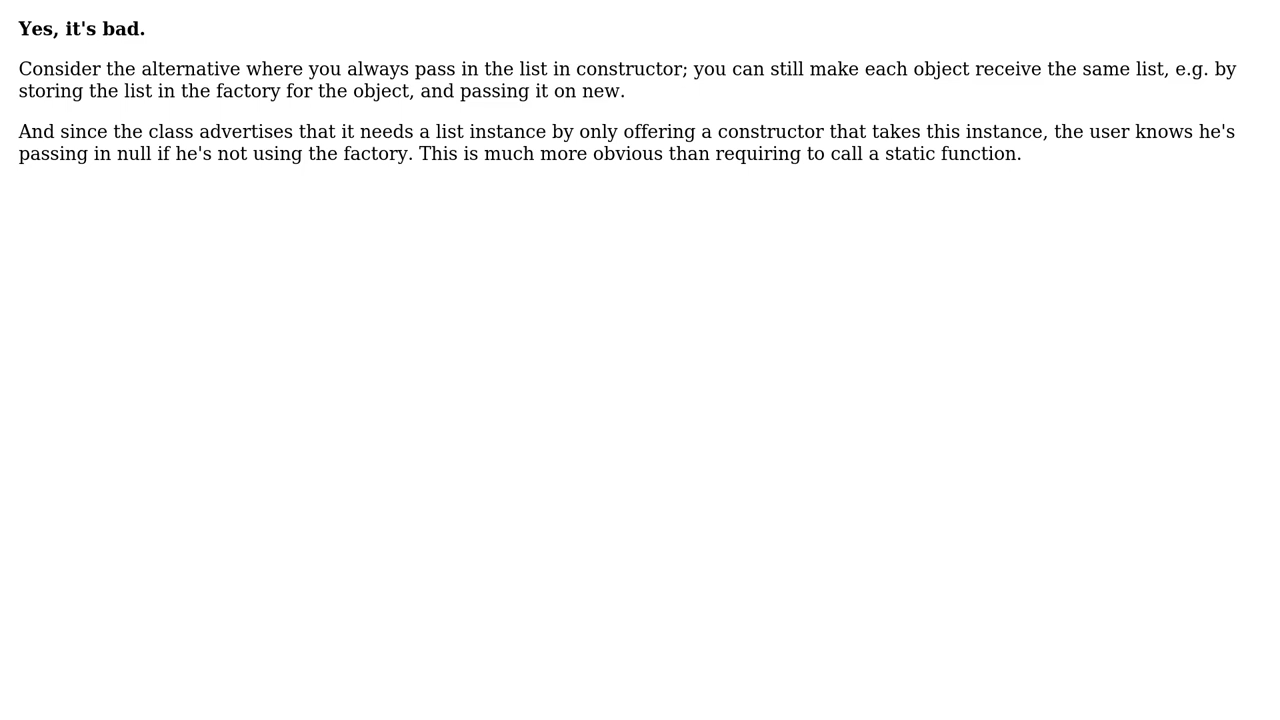 Yes, it's bad.
Consider the alternative where you always pass in the list in constructor; you can still make each object receive the same list, e.g. by
storing the list in the factory for the object, and passing it on new.
And since the class advertises that it needs a list instance by only offering a constructor that takes this instance, the user knows he's
passing in null if he's not using the factory. This is much more obvious than requiring to call a static function.